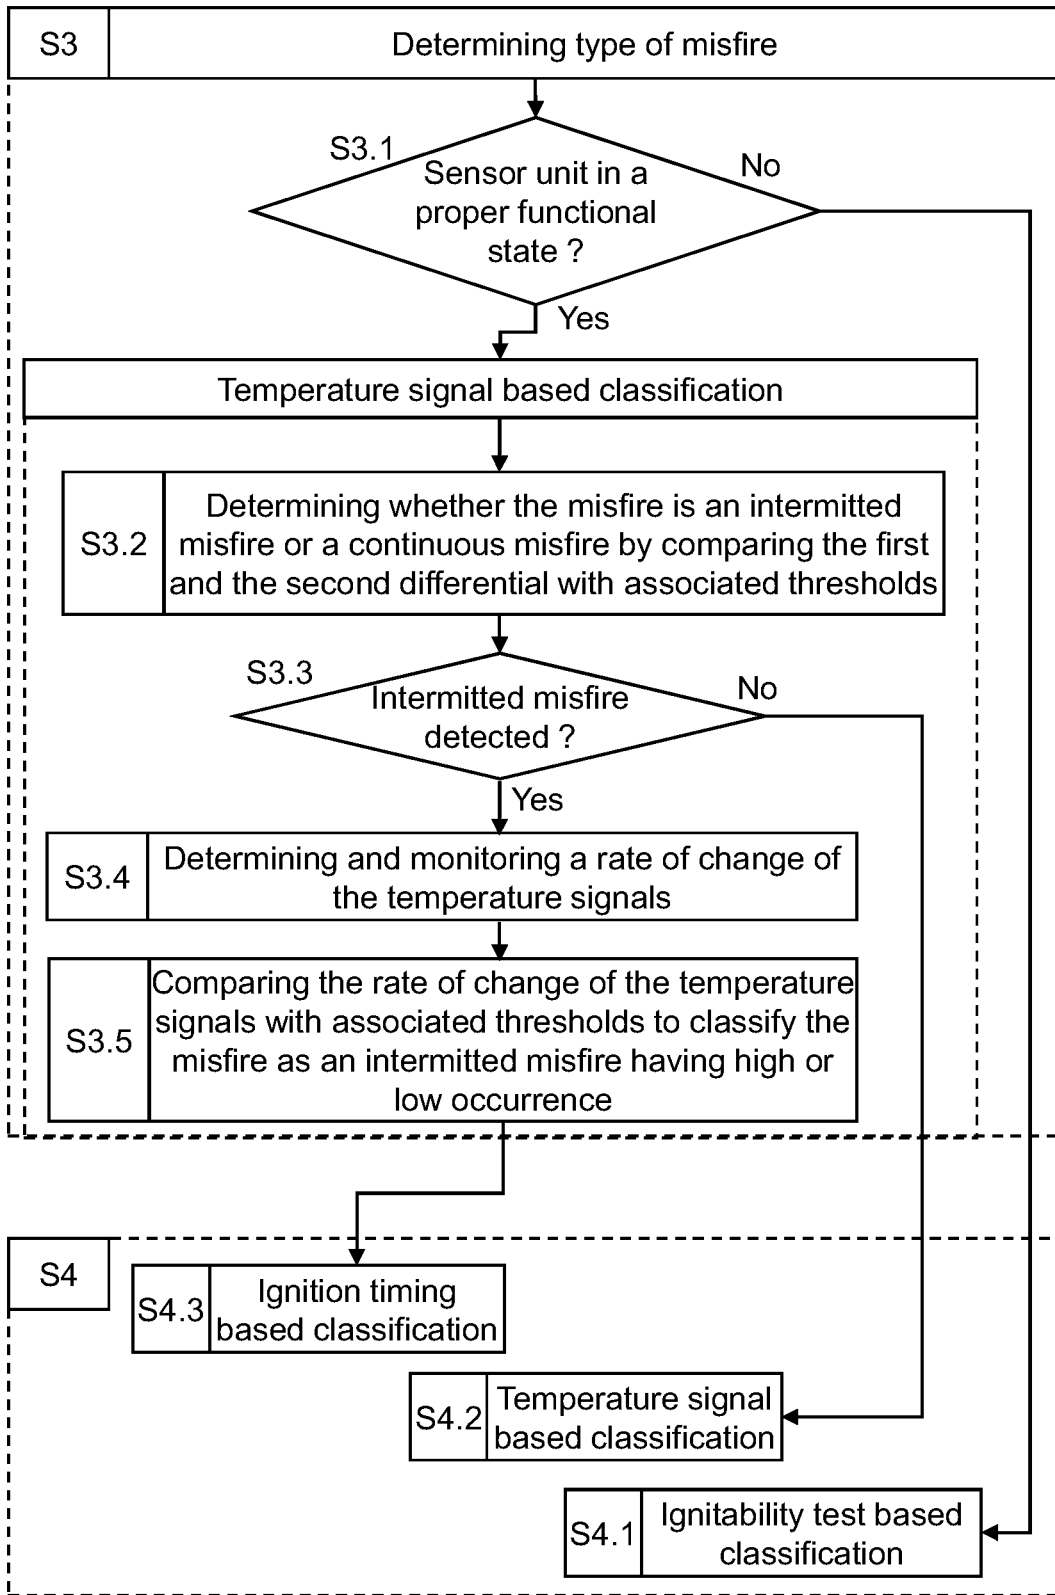 S3
Determining type of misfire
S3.1
No
Sensor unit in a
proper functional
state ?
Yes
Temperature signal based classification
S3.2
Determining whether the misfire is an intermitted
misfire or a continuous misfire by comparing the first
and the second differential with associated thresholds
S3.3
No
Intermitted misfire
detected ?
Yes
S3.4
Determining and monitoring a rate of change of
the temperature signals
S3.5
Comparing the rate of change of the temperature
signals with associated thresholds to classify the
misfire as an intermitted misfire having high or
low occurrence
S4
S4.3
Ignition timing
based classification
S4.2
Temperature signal
based classification
S4.1
Ignitability test based
classification